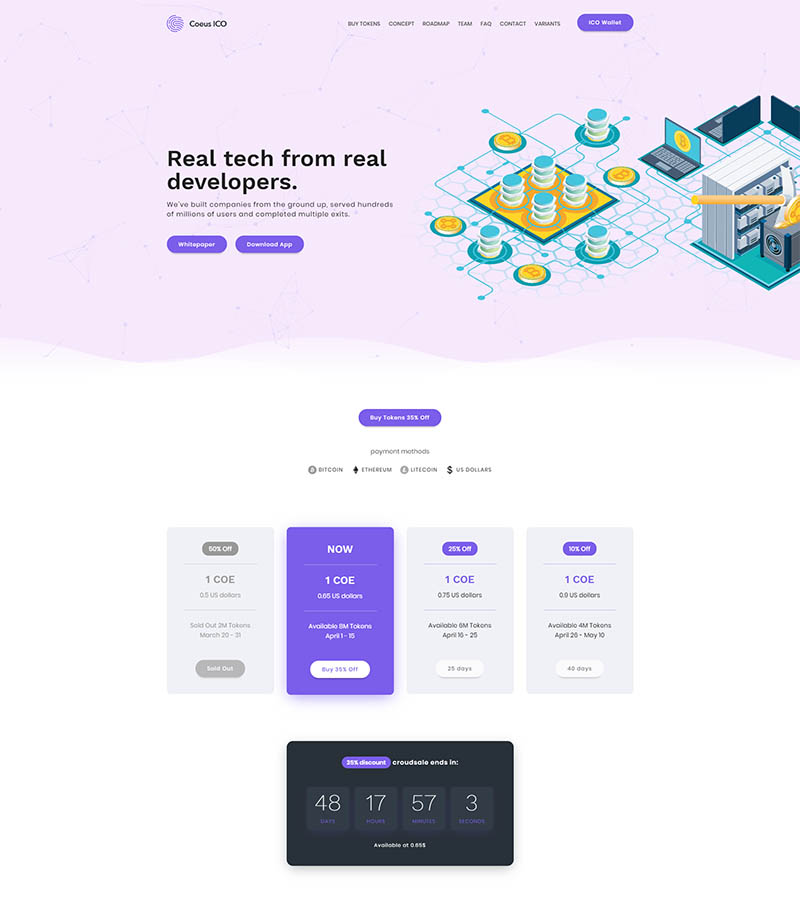 Coeus ICO
BUY TOKENS CONCEPT ROADMAP TEAM FAQ CONTACT VARIANTS
ICO Wallet
Real tech from real
developers.
We've built companies from the ground up, served hundreds
of millions of users and completed multiple exits.
Whitepaper Download App
Buy Tokens 35% Off
payment methods
BITCOIN ETHEREUM LITECOIN US DOLLARS
50% Off
1 COE
0.5 US dollars
Sold Out 2M Tokens
March 20 - 31
Sold Out
NOW
1 COE
0.65 US dollars
Available 8M Tokens
April 1 - 15
Buy 35% Off
25% Off
1 COE
0.75 US dollars
Available 6M Tokens
April 16 - 25
25 days
10% Off
1 COE
0.9 US dollars
Available 4M Tokens
April 26 - May 10
40 days
35% discount croudsale ends in:
48 17 57 3
DAYS HOURS MINUTES SECONDS
Available at 0.65$